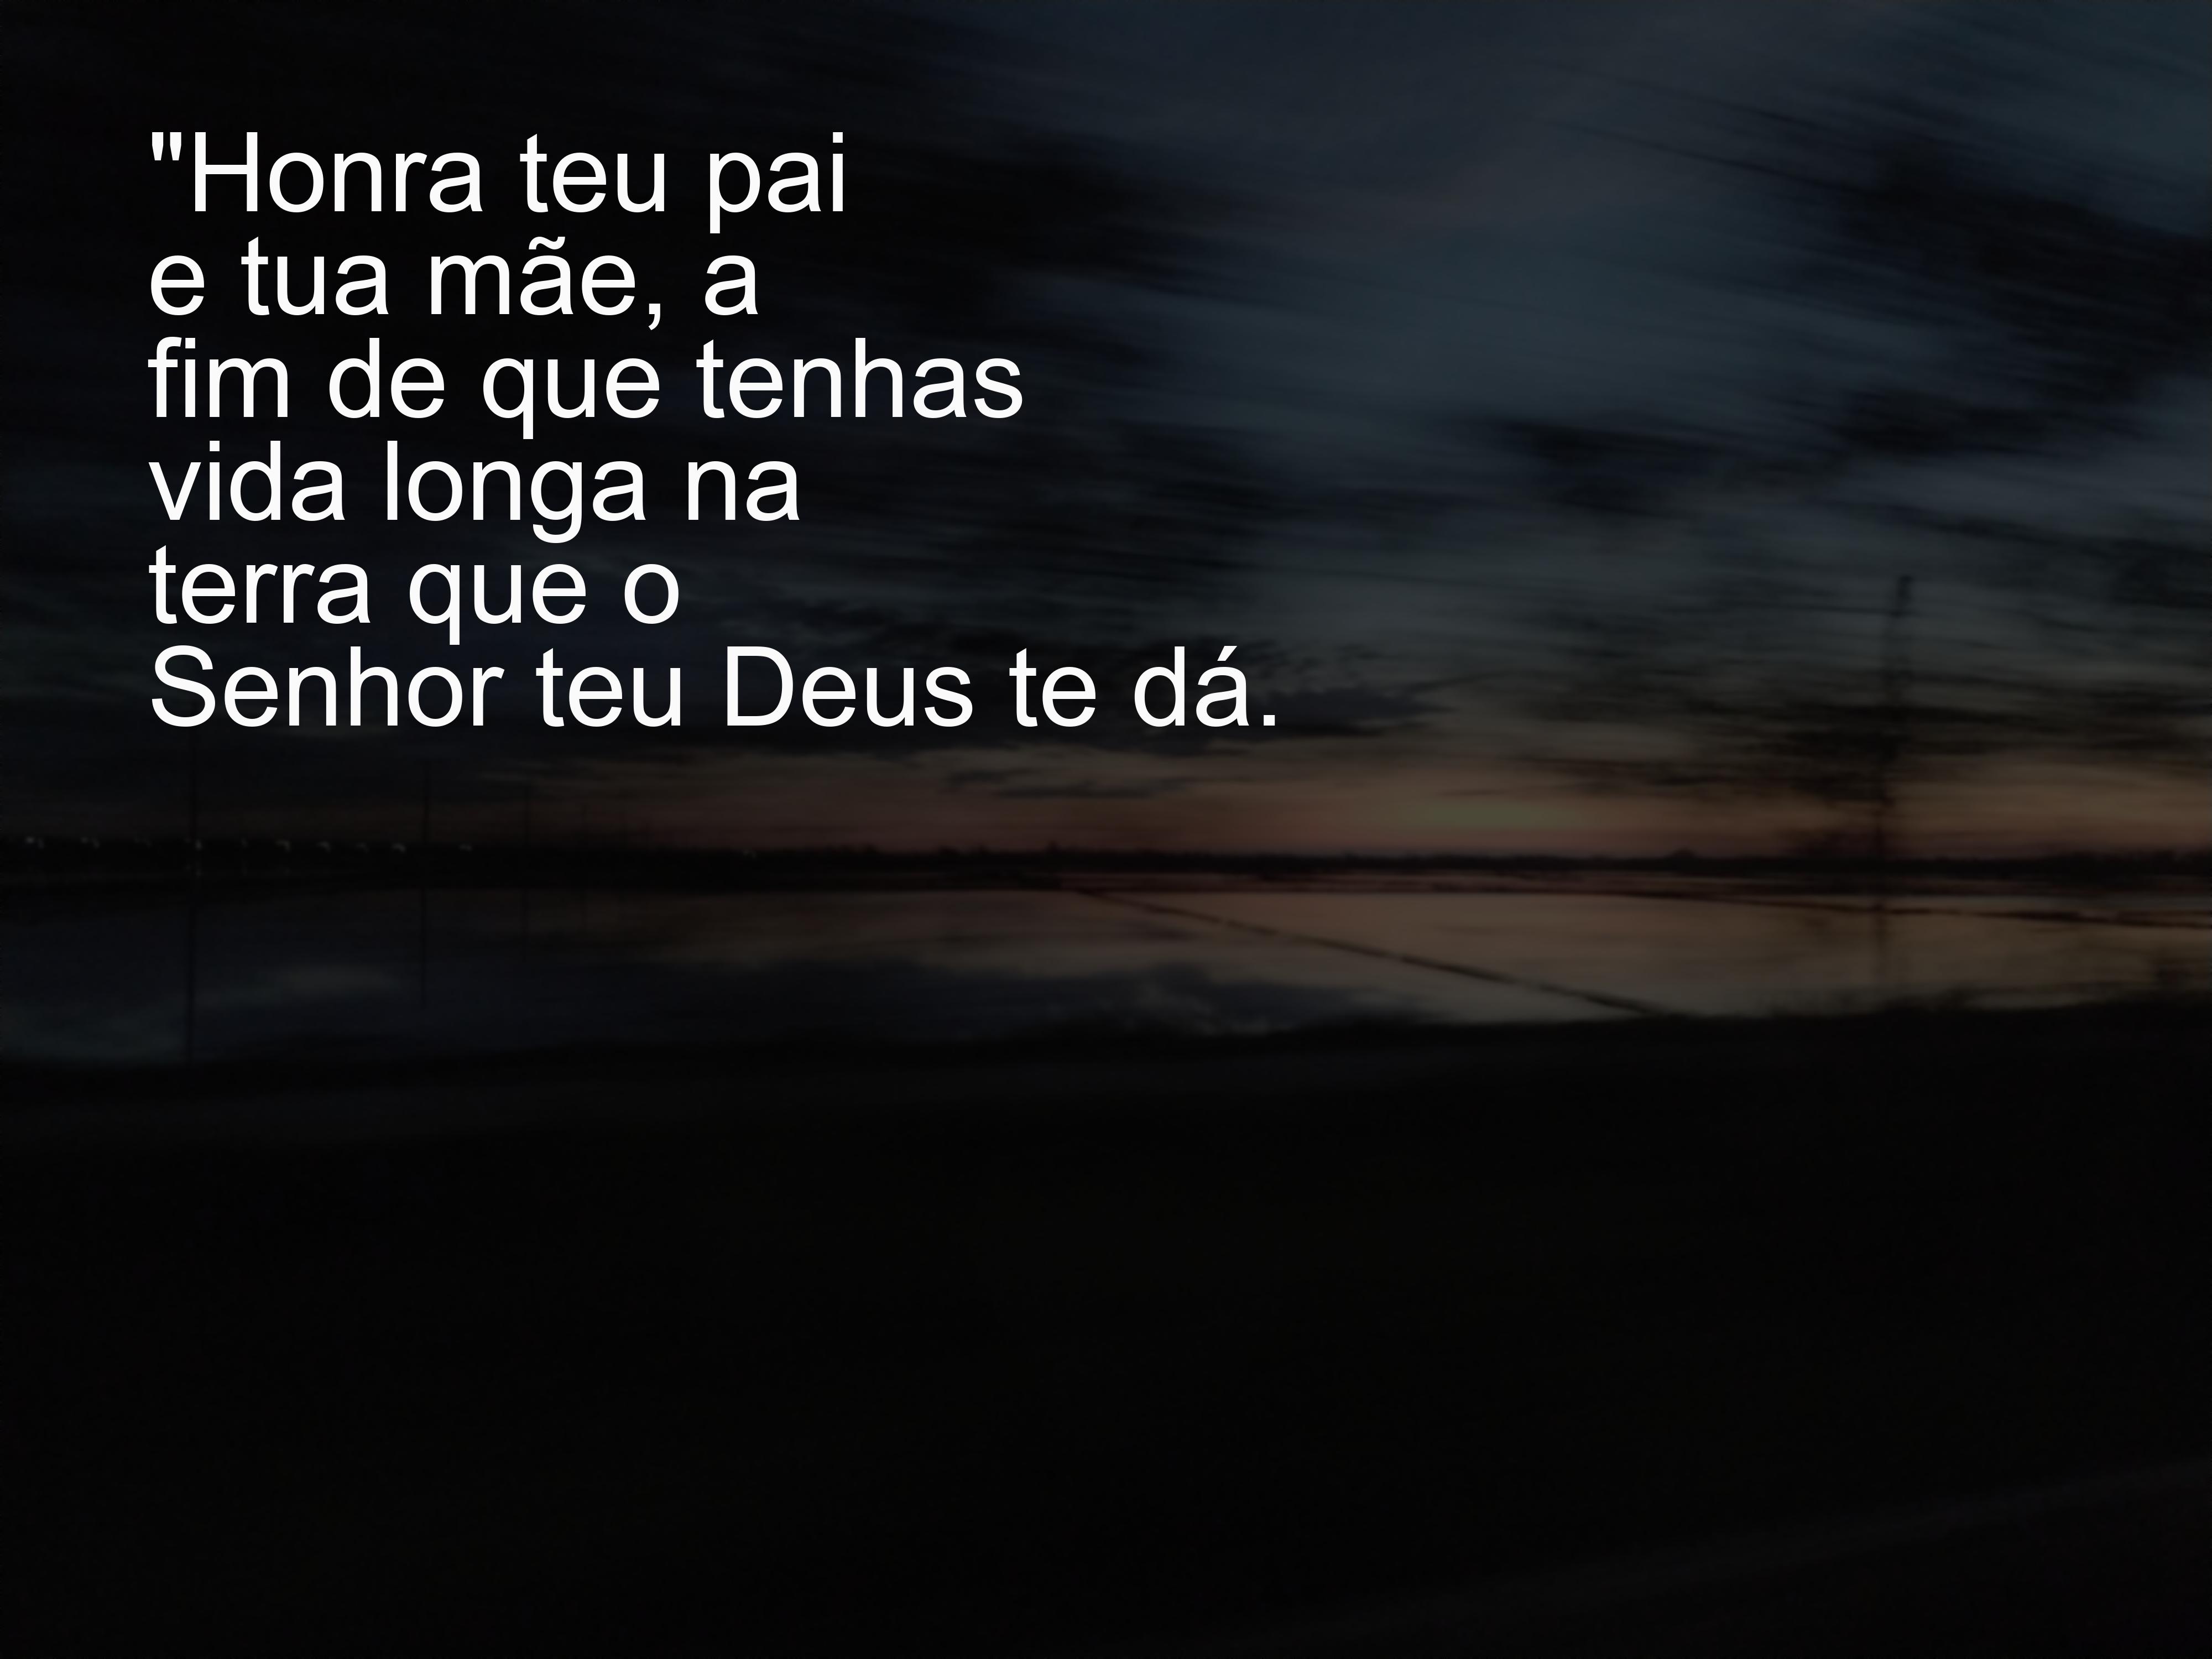 "Honra teu pai
e tua mãe, a
fim de que tenhas
vida longa na
terra que o
Senhor teu Deus te dá.